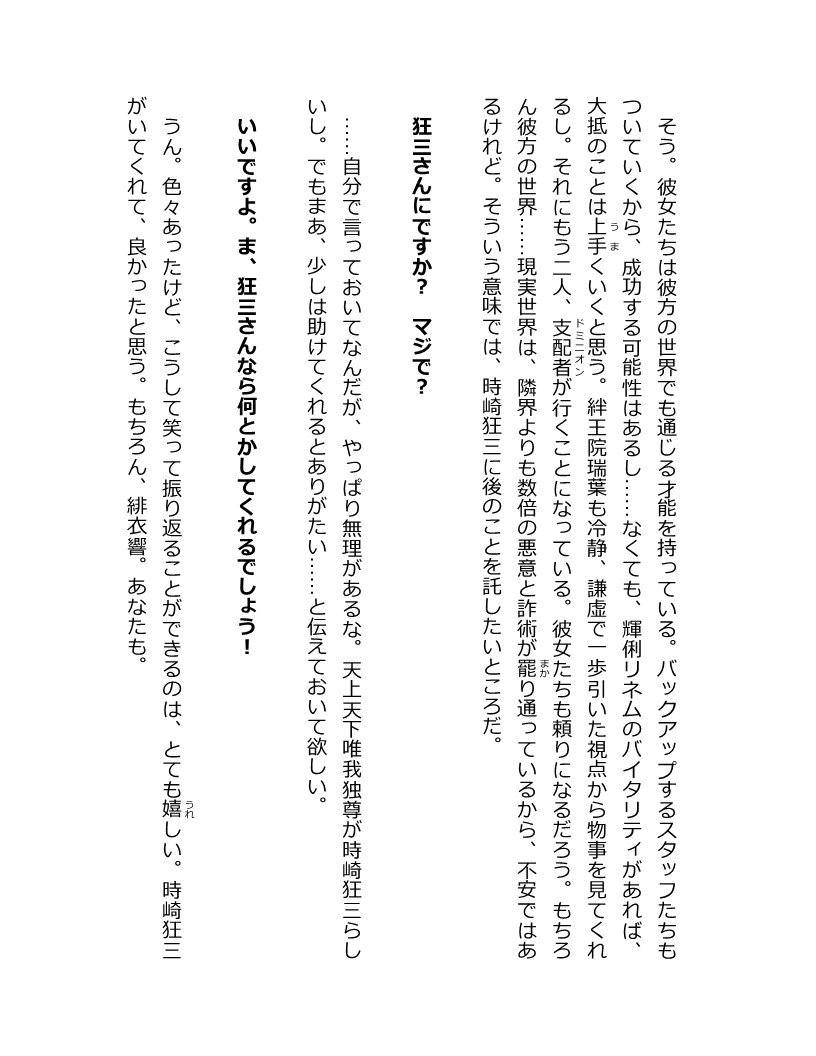 そう。彼女たちは彼方の世界でも通じる才能を持っている。バックアップするスタッフたちも
ついていくから、成功する可能性はあるし……なくても、輝俐リネムのバイタリティがあれば、
大抵のことは上手くいくと思う。絆王院瑞葉も冷静、謙虚で一歩引いた視点から物事を見てくれ
るし。それにもう二人、支配者が行くことになっている。彼女たちも頼りになるだろう。もちろ
ん彼方の世界……現実世界は、隣界よりも数倍の悪意と詐術が罷り通っているから、不安ではあ
るけれど。そういう意味では、時崎狂三に後のことを託したいところだ。
狂三さんにですか？　マジで？
……自分で言っておいてなんだが、やっぱり無理があるな。天上天下唯我独尊が時崎狂三らし
いし。でもまあ、少しは助けてくれるとありがたい……と伝えておいて欲しい。
いいですよ。ま、狂三さんなら何とかしてくれるでしょう！
うん。色々あったけど、こうして笑って振り返ることができるのは、とても嬉しい。時崎狂三
がいてくれて、良かったと思う。もちろん、緋衣響。あなたも。